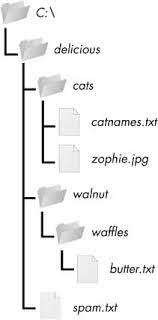 C:\
delicious
cats
catnames.txt
zophie.jpg
walnut
waffles
butter.txt
spam.txt